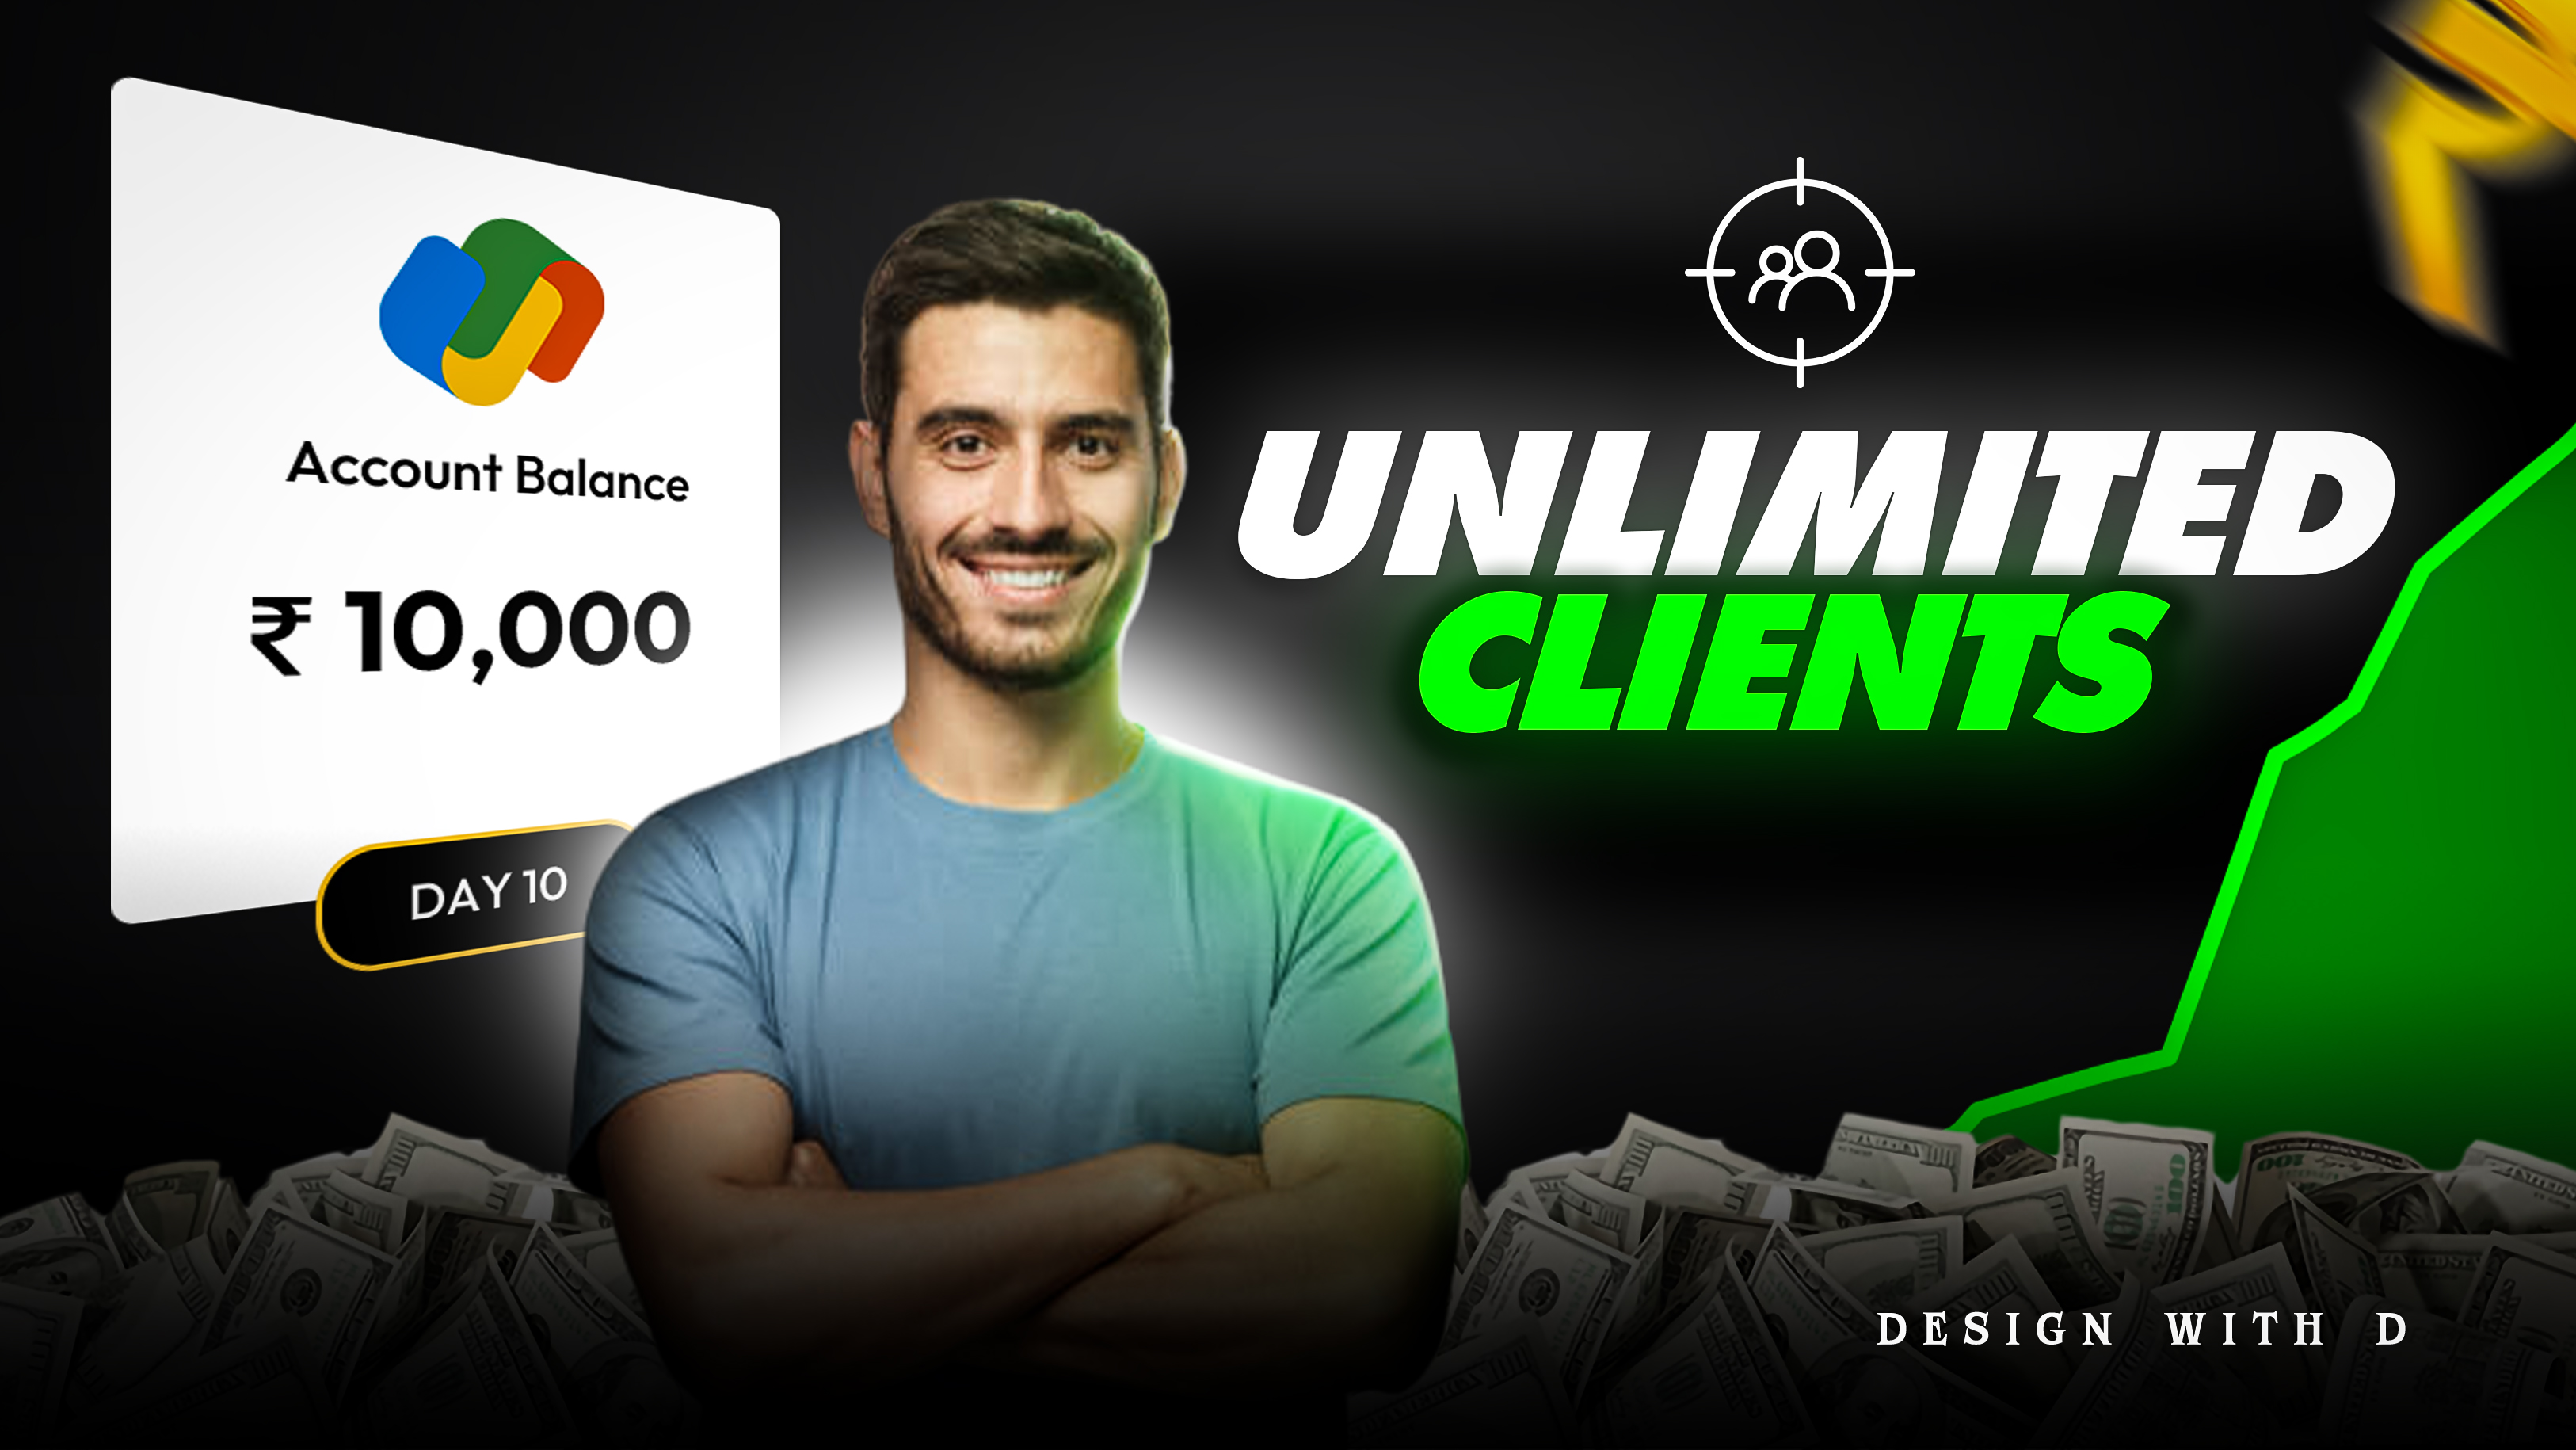 Account Balance
₹ 10,000
DAY 10
UNLIMITED
CLIENTS
DESIGN WITH D